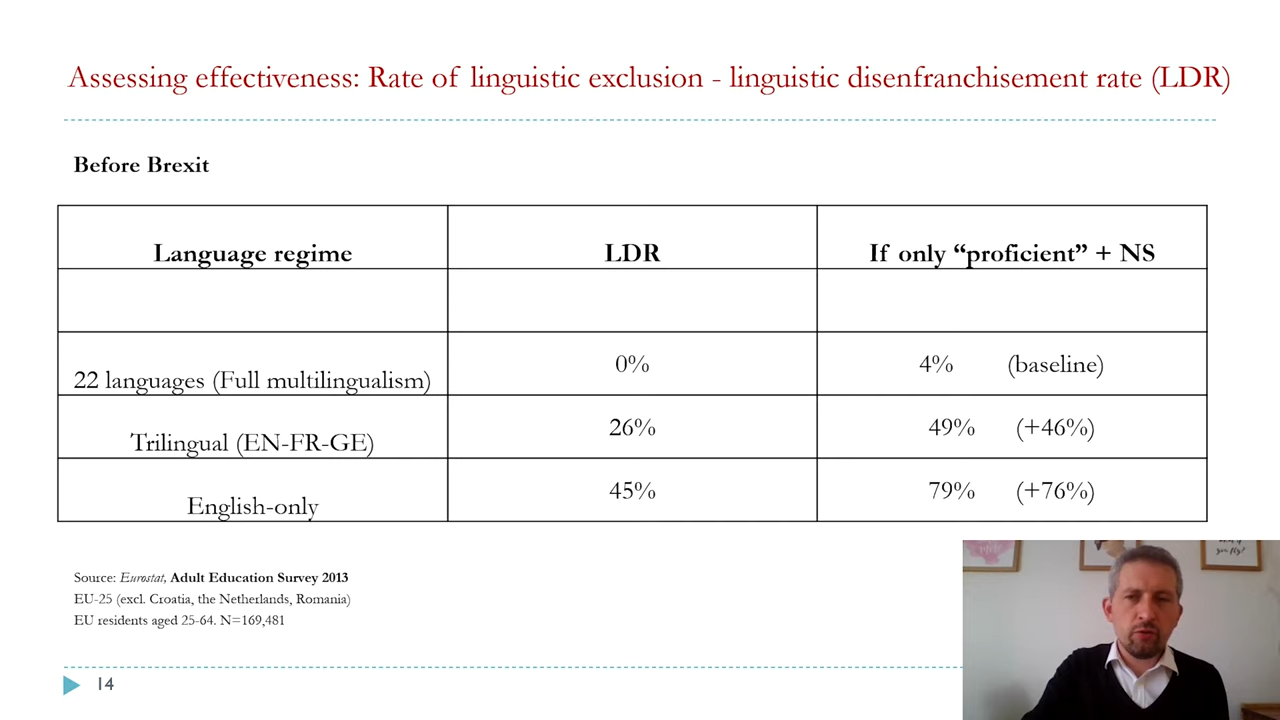 Assessing effectiveness: Rate of linguistic exclusion - linguistic disenfranchisement rate (LDR)
Before Brexit
Language regime LDR If only “proficient” + NS
22 languages (Full multilingualism) 0% 4% (baseline)
Trilingual (EN-FR-GE) 26% 49% (+46%)
English-only 45% 79% (+76%)
Source: Eurostat, Adult Education Survey 2013
EU-25 (excl. Croatia, the Netherlands, Romania)
EU residents aged 25-64. N=169,481
14
you fly!